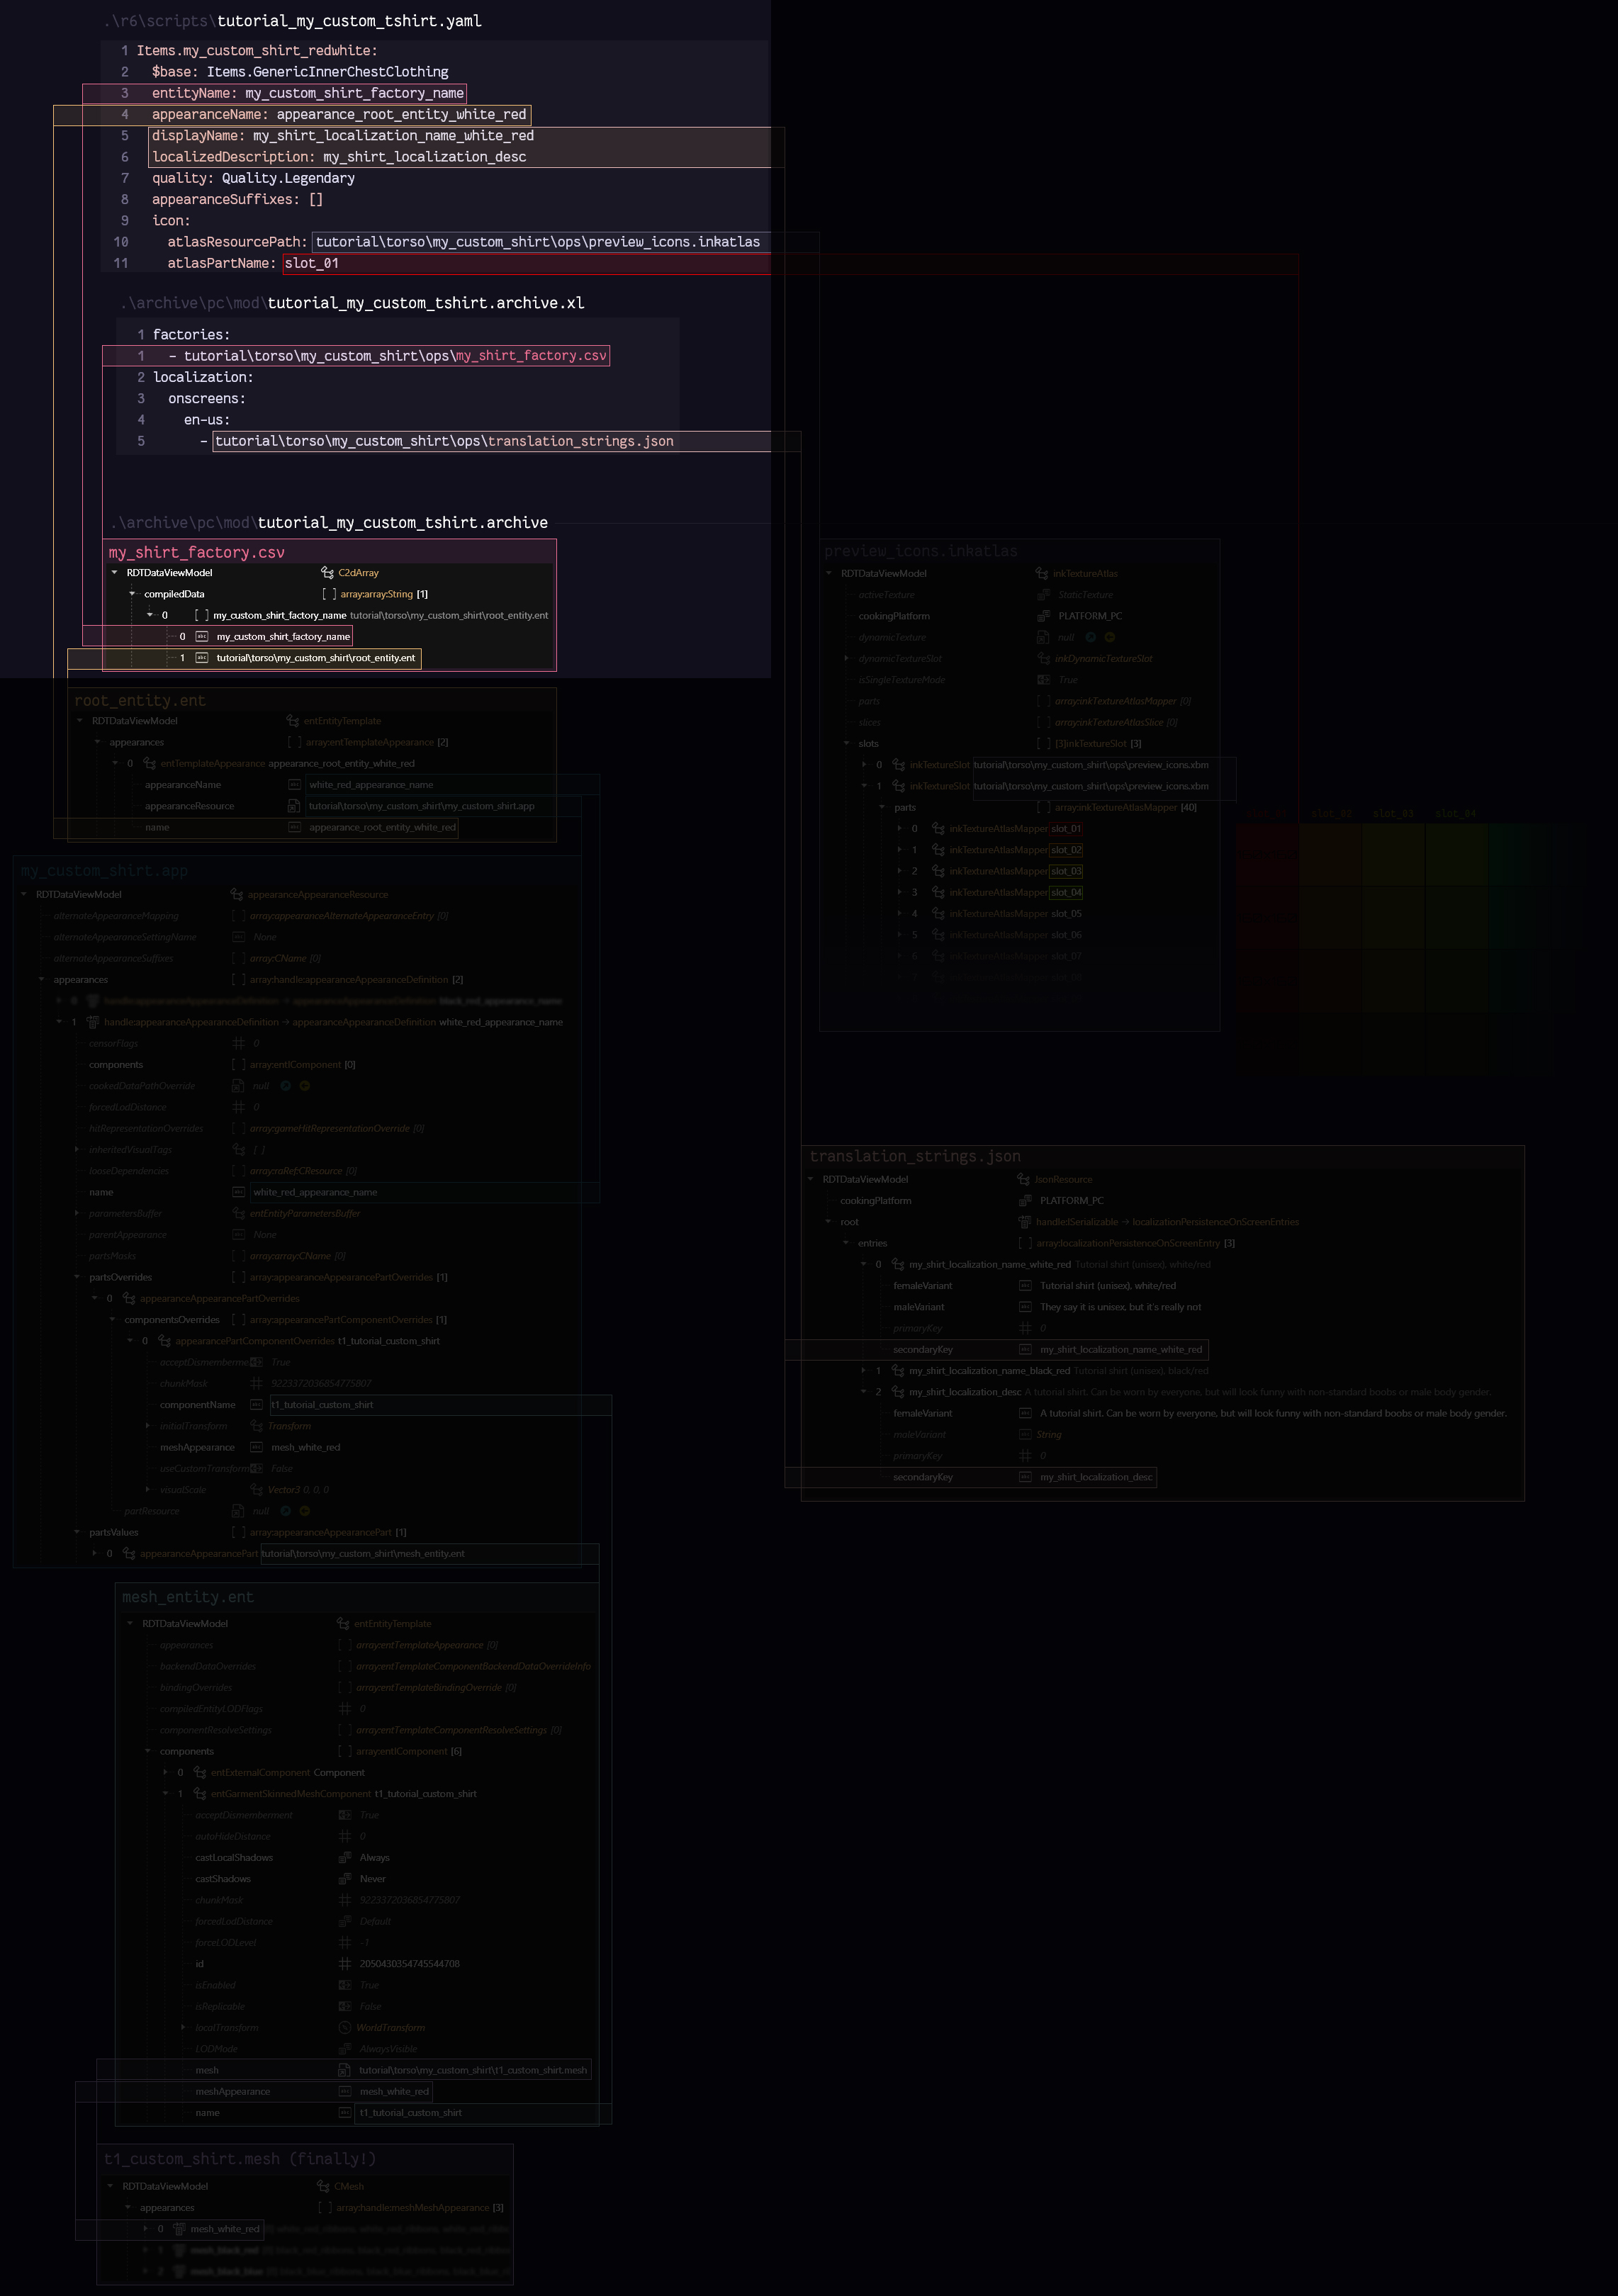 .\r6\scripts\tutorial_my_custom_tshirt.yaml
1 Items.my_custom_shirt_redwhite:
2 $base: Items.GenericInnerChestClothing
3 entityName: my_custom_shirt_factory_name
4 appearanceName: appearance_root_entity_white_red
5 displayName: my_shirt_localization_name_white_red
6 localizedDescription: my_shirt_localization_desc
7 quality: Quality.Legendary
8 appearanceSuffixes: []
9 icon:
10 atlasResourcePath: tutorial\torso\my_custom_shirt\ops\preview_icons.inkatlas
11 atlasPartName: slot_01
.\archive\pc\mod\tutorial_my_custom_tshirt.archive.xl
1 factories:
1 - tutorial\torso\my_custom_shirt\ops\my_shirt_factory.csv
2 localization:
3 onscreens:
4 en-us:
5 - tutorial\torso\my_custom_shirt\ops\translation_strings.json
.\archive\pc\mod\tutorial_my_custom_tshirt.archive
my_shirt_factory.csv
RDTDataViewModel C2dArray
compiledData [ ] array:array:String [1]
0 [ ] my_custom_shirt_factory_name tutorial\torso\my_custom_shirt\root_entity.ent
0 abc my_custom_shirt_factory_name
1 abc tutorial\torso\my_custom_shirt\root_entity.ent
root_entity.ent
RDTDataViewModel entEntityTemplate
appearances [ ] array:entTemplateAppearance [2]
0 entTemplateAppearance appearance_root_entity_white_red
appearanceName abc white_red_appearance_name
appearanceResource tutorial\torso\my_custom_shirt\my_custom_shirt.app
name abc appearance_root_entity_white_red
my_custom_shirt.app
RDTDataViewModel appearanceAppearanceResource
alternateAppearanceMapping [ ] array:appearanceAlternateAppearanceEntry [0]
alternateAppearanceSettingName abc None
alternateAppearanceSuffixes [ ] array:CName [0]
appearances [ ] array:handle:appearanceAppearanceDefinition [2]
0 handle:appearanceAppearanceDefinition → appearanceAppearanceDefinition black_red_appearance_name
1 handle:appearanceAppearanceDefinition → appearanceAppearanceDefinition white_red_appearance_name
censorFlags # 0
components [ ] array:entIComponent [0]
cookedDataPathOverride null
forcedLodDistance # 0
hitRepresentationOverrides [ ] array:gameHitRepresentationOverride [0]
inheritedVisualTags [ ]
looseDependencies [ ] array:raRef:CResource [0]
name abc white_red_appearance_name
parametersBuffer entEntityParametersBuffer
parentAppearance abc None
partsMasks [ ] array:array:CName [0]
partsOverrides [ ] array:appearanceAppearancePartOverrides [1]
0 appearanceAppearancePartOverrides
componentsOverrides [ ] array:appearancePartComponentOverrides [1]
0 appearancePartComponentOverrides t1_tutorial_custom_shirt
acceptDismemberme True
chunkMask # 9223372036854775807
componentName abc t1_tutorial_custom_shirt
initialTransform Transform
meshAppearance abc mesh_white_red
useCustomTransform False
visualScale Vector3 0, 0, 0
partResource null
partsValues [ ] array:appearanceAppearancePart [1]
0 appearanceAppearancePart tutorial\torso\my_custom_shirt\mesh_entity.ent
mesh_entity.ent
RDTDataViewModel entEntityTemplate
appearances [ ] array:entTemplateAppearance [0]
backendDataOverrides [ ] array:entTemplateComponentBackendDataOverrideInfo
bindingOverrides [ ] array:entTemplateBindingOverride [0]
compiledEntityLODFlags # 0
componentResolveSettings [ ] array:entTemplateComponentResolveSettings [0]
components [ ] array:entIComponent [6]
0 entExternalComponent Component
1 entGarmentSkinnedMeshComponent t1_tutorial_custom_shirt
acceptDismemberment True
autoHideDistance # 0
castLocalShadows Always
castShadows Never
chunkMask # 9223372036854775807
forcedLodDistance Default
forceLODLevel # -1
id # 2050430354745544708
isEnabled True
isReplicable False
localTransform WorldTransform
LODMode AlwaysVisible
mesh tutorial\torso\my_custom_shirt\t1_custom_shirt.mesh
meshAppearance abc mesh_white_red
name abc t1_tutorial_custom_shirt
t1_custom_shirt.mesh (finally!)
RDTDataViewModel CMesh
appearances [ ] array:handle:meshMeshAppearance [3]
0 mesh_white_red
1 mesh_black_red
2 mesh_black_blue
preview_icons.inkatlas
RDTDataViewModel inkTextureAtlas
activeTexture StaticTexture
cookingPlatform PLATFORM_PC
dynamicTexture null
dynamicTextureSlot inkDynamicTextureSlot
isSingleTextureMode True
parts [ ] array:inkTextureAtlasMapper [0]
slices [ ] array:inkTextureAtlasSlice [0]
slots [ ] [3]inkTextureSlot [3]
0 inkTextureSlot tutorial\torso\my_custom_shirt\ops\preview_icons.xbm
1 inkTextureSlot tutorial\torso\my_custom_shirt\ops\preview_icons.xbm
parts [ ] array:inkTextureAtlasMapper [40]
0 inkTextureAtlasMapper slot_01
1 inkTextureAtlasMapper slot_02
2 inkTextureAtlasMapper slot_03
3 inkTextureAtlasMapper slot_04
4 inkTextureAtlasMapper slot_05
5 inkTextureAtlasMapper slot_06
6 inkTextureAtlasMapper slot_07
slot_02 slot_03 slot_04
translation_strings.json
RDTDataViewModel JsonResource
cookingPlatform PLATFORM_PC
root handle:ISerializable → localizationPersistenceOnScreenEntries
entries [ ] array:localizationPersistenceOnScreenEntry [3]
0 my_shirt_localization_name_white_red Tutorial shirt (unisex), white/red
femaleVariant abc Tutorial shirt (unisex), white/red
maleVariant abc They say it is unisex, but it's really not
primaryKey # 0
secondaryKey abc my_shirt_localization_name_white_red
1 my_shirt_localization_name_black_red Tutorial shirt (unisex), black/red
2 my_shirt_localization_desc A tutorial shirt. Can be worn by everyone, but will look funny with non-standard boobs or male body gender.
femaleVariant abc A tutorial shirt. Can be worn by everyone, but will look funny with non-standard boobs or male body gender.
maleVariant abc String
primaryKey # 0
secondaryKey abc my_shirt_localization_desc